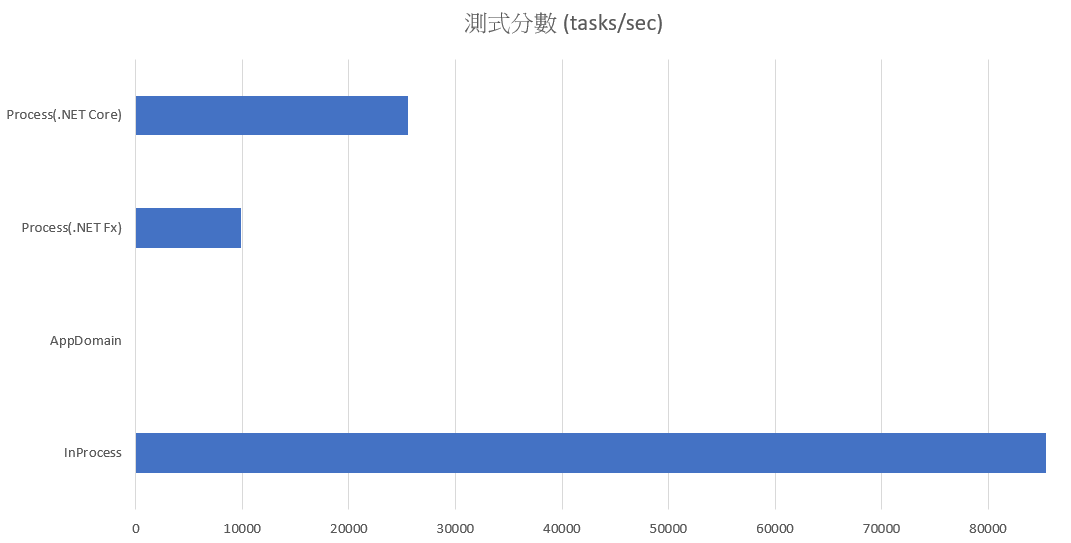 測式分數 (tasks/sec)
Process(.NET Core)
Process(.NET Fx)
AppDomain
InProcess
0 10000 20000 30000 40000 50000 60000 70000 80000